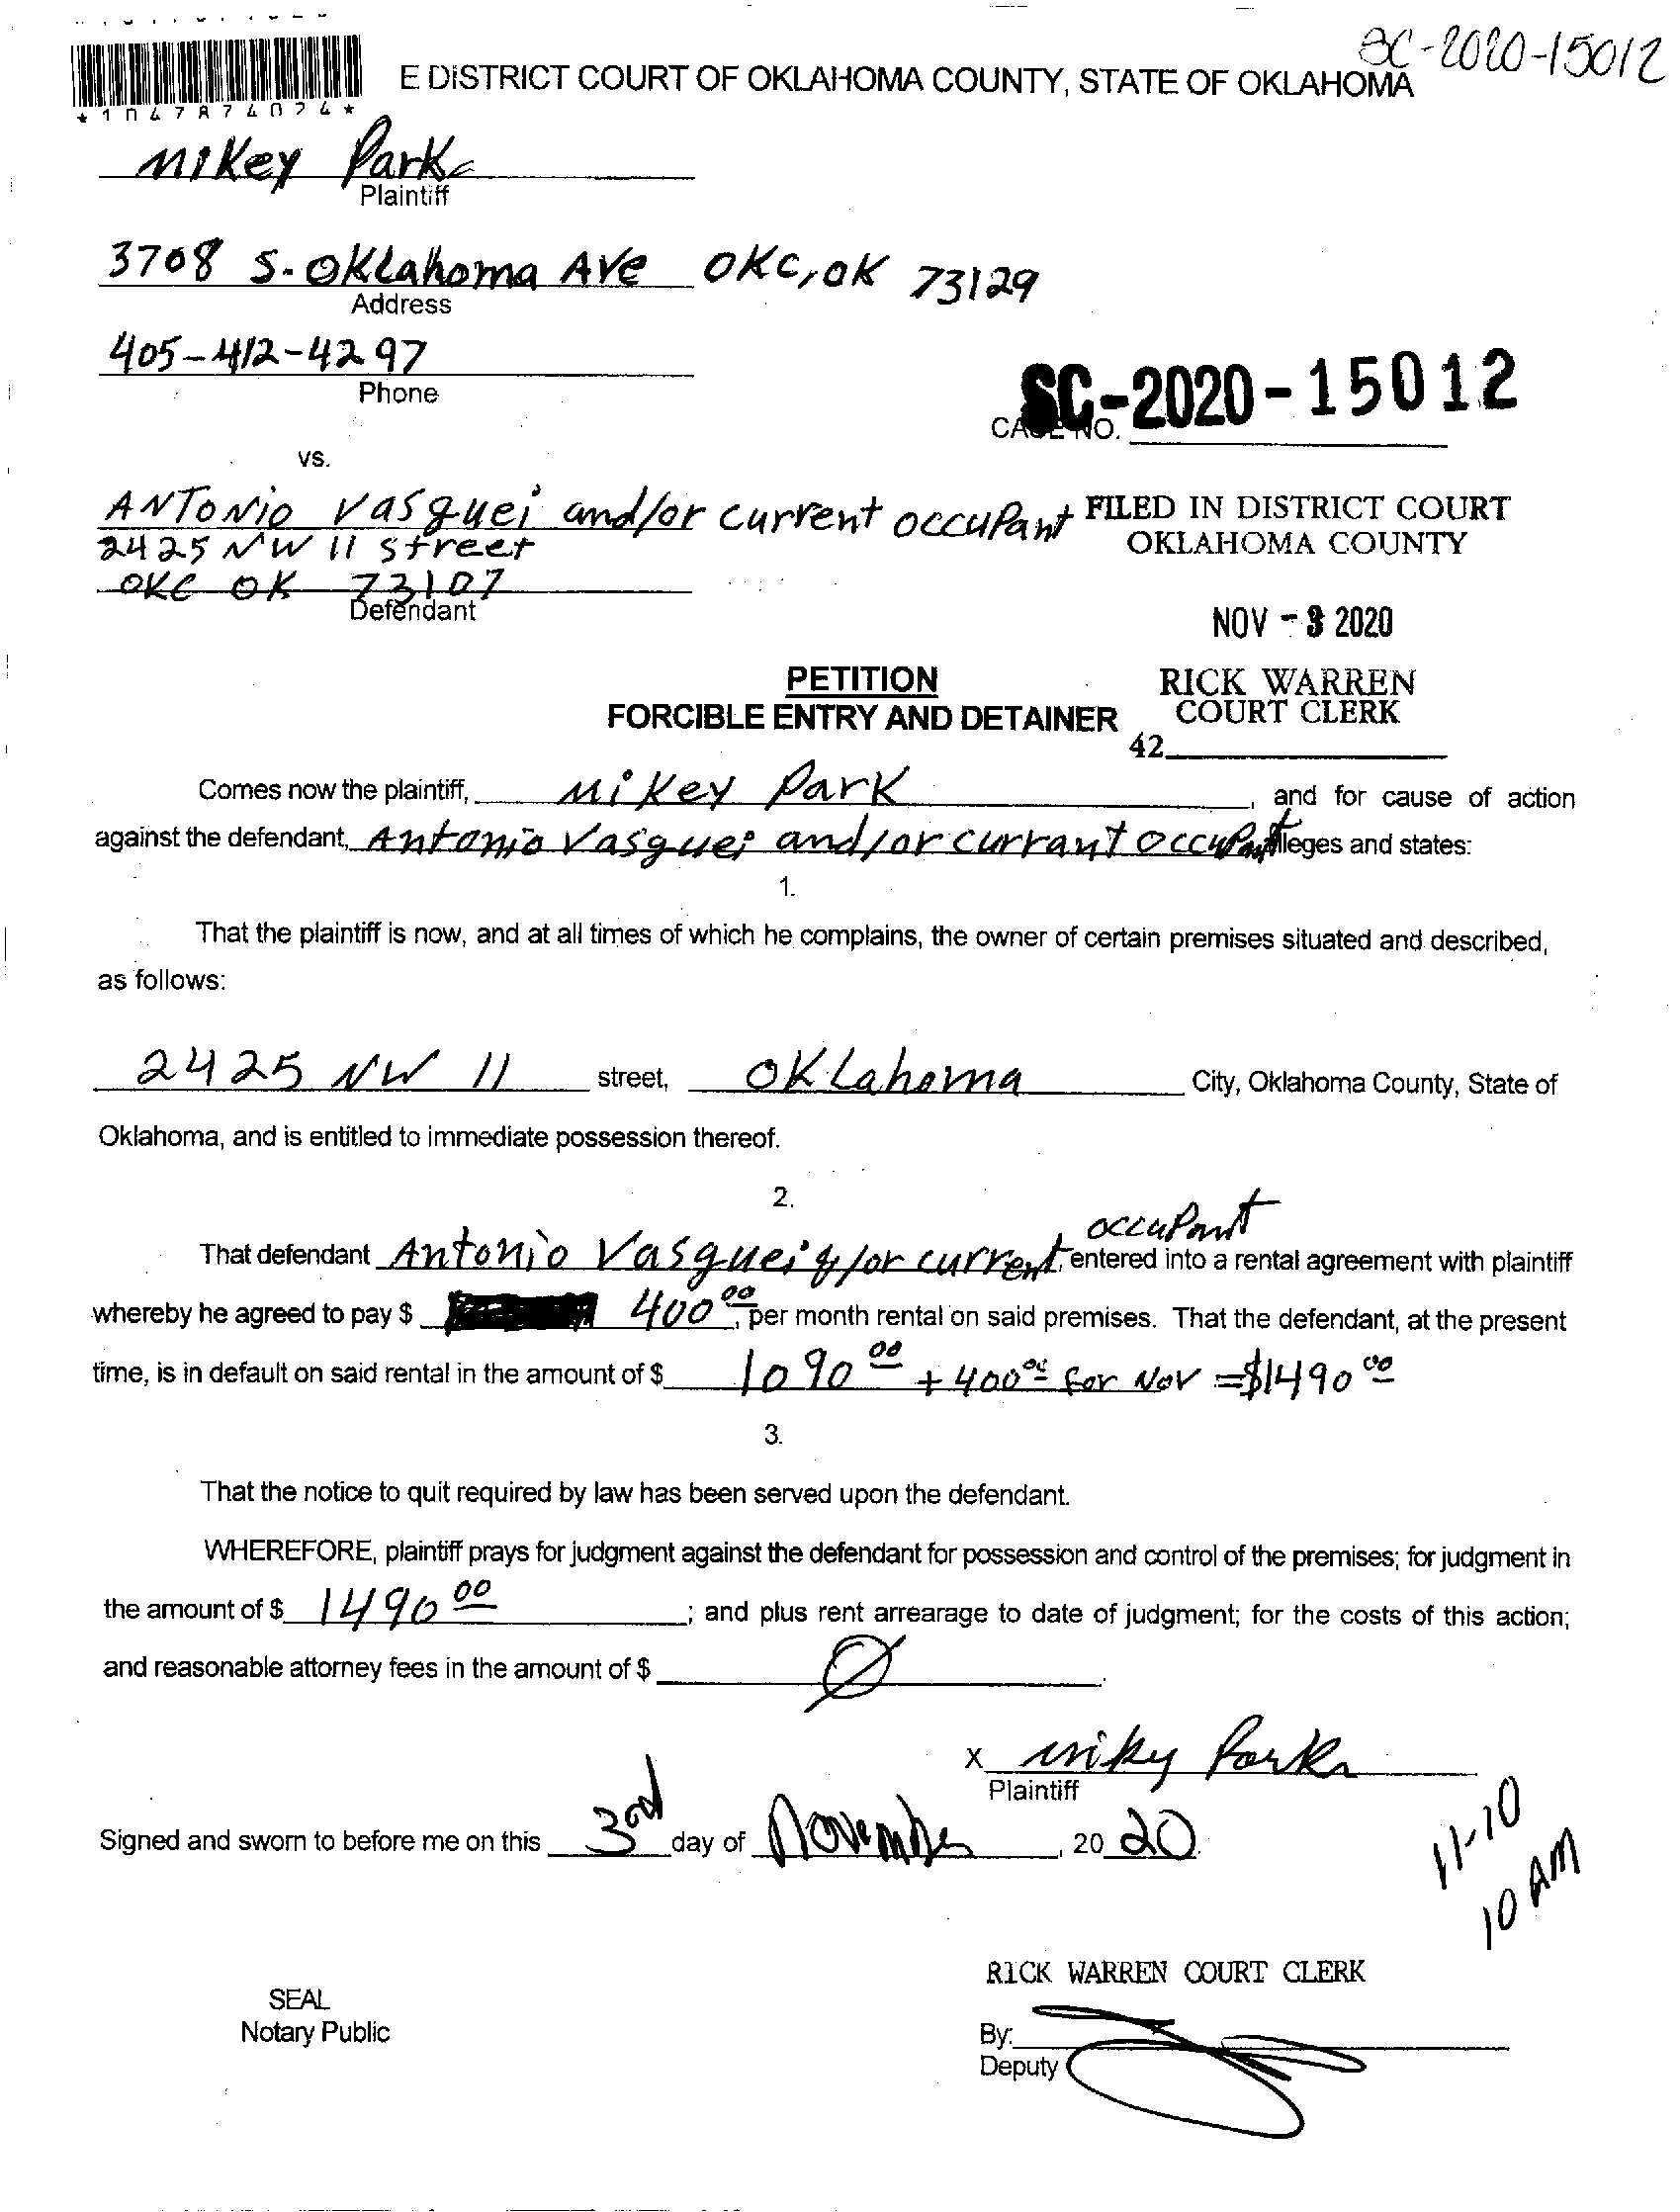 SC-2020-15012
E DISTRICT COURT OF OKLAHOMA COUNTY, STATE OF OKLAHOMA
*1047874024*
Mikey Park
Plaintiff
3708 S. Oklahoma Ave OKC, OK 73129
Address
405-412-4297
Phone
SC-2020-15012
CASE NO.
vs.
Antonio Vasquei and/or current occupant
2425 NW 11 street
OKC OK 73107
Defendant
FILED IN DISTRICT COURT
OKLAHOMA COUNTY
NOV - 3 2020
RICK WARREN
COURT CLERK
42
PETITION
FORCIBLE ENTRY AND DETAINER
Comes now the plaintiff, Mikey Park, and for cause of action
against the defendant, Antonio Vasquei and/or currant occupant alleges and states:
1.
That the plaintiff is now, and at all times of which he complains, the owner of certain premises situated and described,
as follows:
2425 NW 11 street, Oklahoma City, Oklahoma County, State of
Oklahoma, and is entitled to immediate possession thereof.
2.
That defendant Antonio Vasquei &/or current occupant, entered into a rental agreement with plaintiff
whereby he agreed to pay $ 400 00, per month rental on said premises. That the defendant, at the present
time, is in default on said rental in the amount of $ 1090 00 + 400 00 for Nov = $1490 00
3.
That the notice to quit required by law has been served upon the defendant.
WHEREFORE, plaintiff prays for judgment against the defendant for possession and control of the premises; for judgment in
the amount of $ 1490 00; and plus rent arrearage to date of judgment; for the costs of this action;
and reasonable attorney fees in the amount of $ Ø.
x Miky Park
Plaintiff
Signed and sworn to before me on this 3rd day of November, 20 20.
11-10
10 AM
RICK WARREN COURT CLERK
SEAL
Notary Public
By:
Deputy